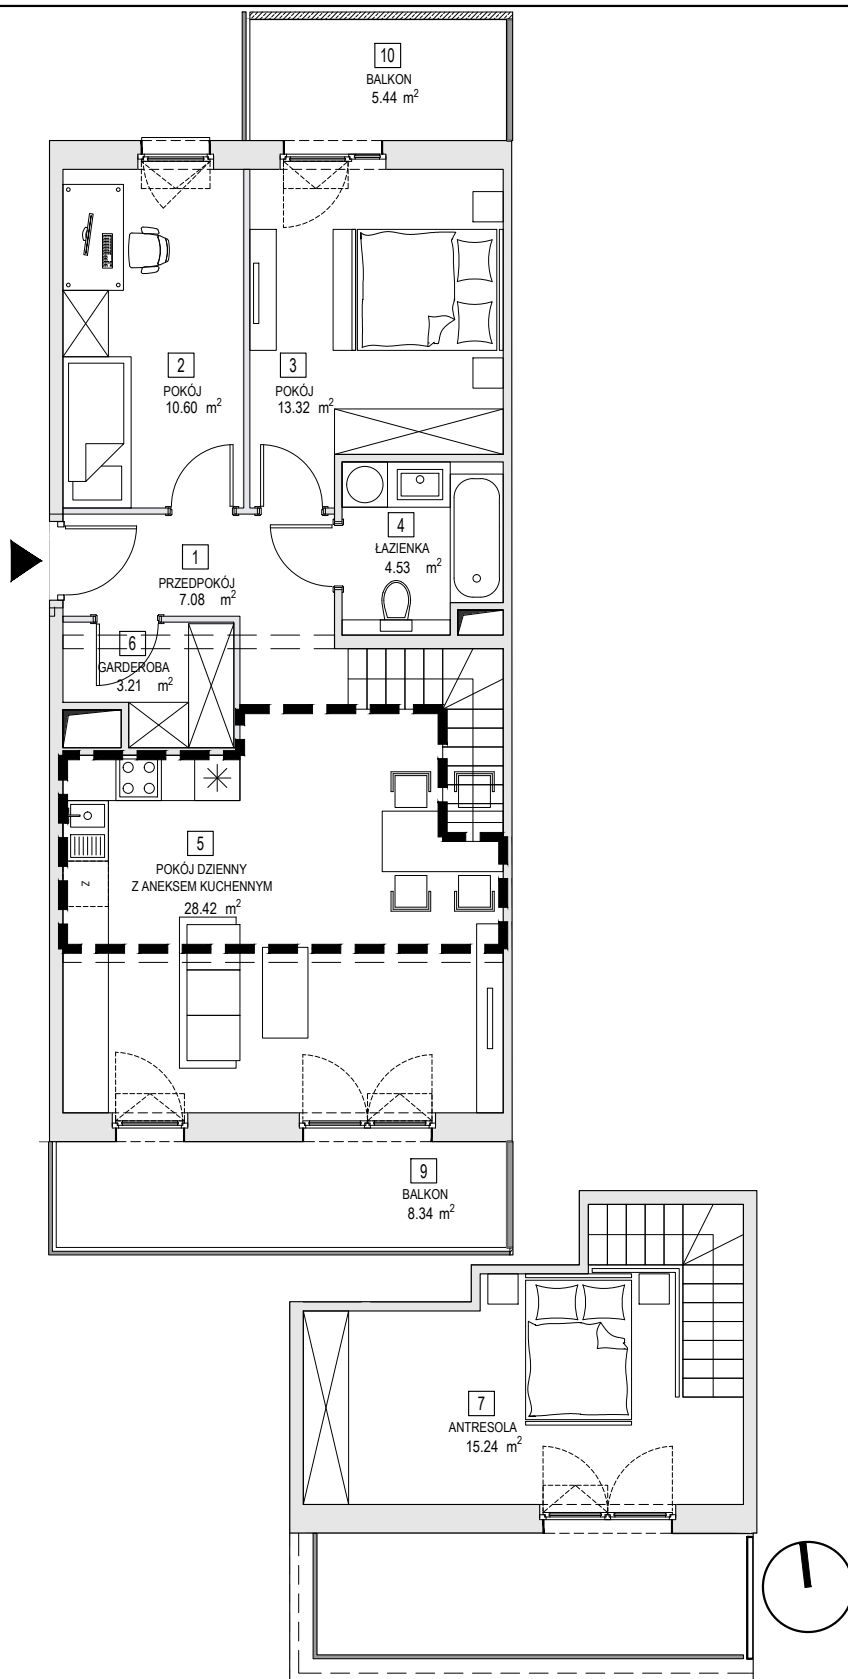 10
BALKON
5.44 m²
2
POKÓJ
10.60 m²
3
POKÓJ
13.32 m²
4
ŁAZIENKA
4.53 m²
1
PRZEDPOKÓJ
7.08 m²
6
GARDEROBA
3.21 m²
5
POKÓJ DZIENNY
Z ANEKSEM KUCHENNYM
28.42 m²
Z
9
BALKON
8.34 m²
7
ANTRESOLA
15.24 m²